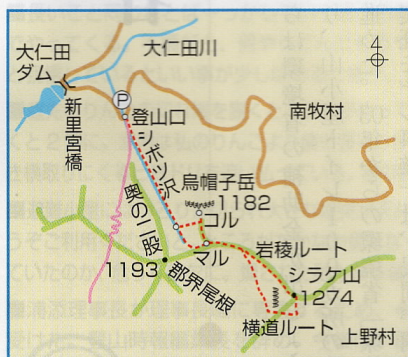 大仁田
ダム
大仁田川
新里宮橋
P
登山口
シボツ沢
南牧村
4
烏帽子岳
1182
コル
奥の二股
マル
岩稜ルート
1193
郡界尾根
シラケ山
1274
横道ルート
上野村